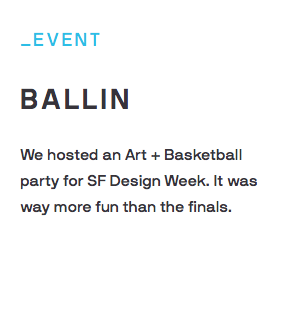 _EVENT
BALLIN
We hosted an Art + Basketball
party for SF Design Week. It was
way more fun than the finals.